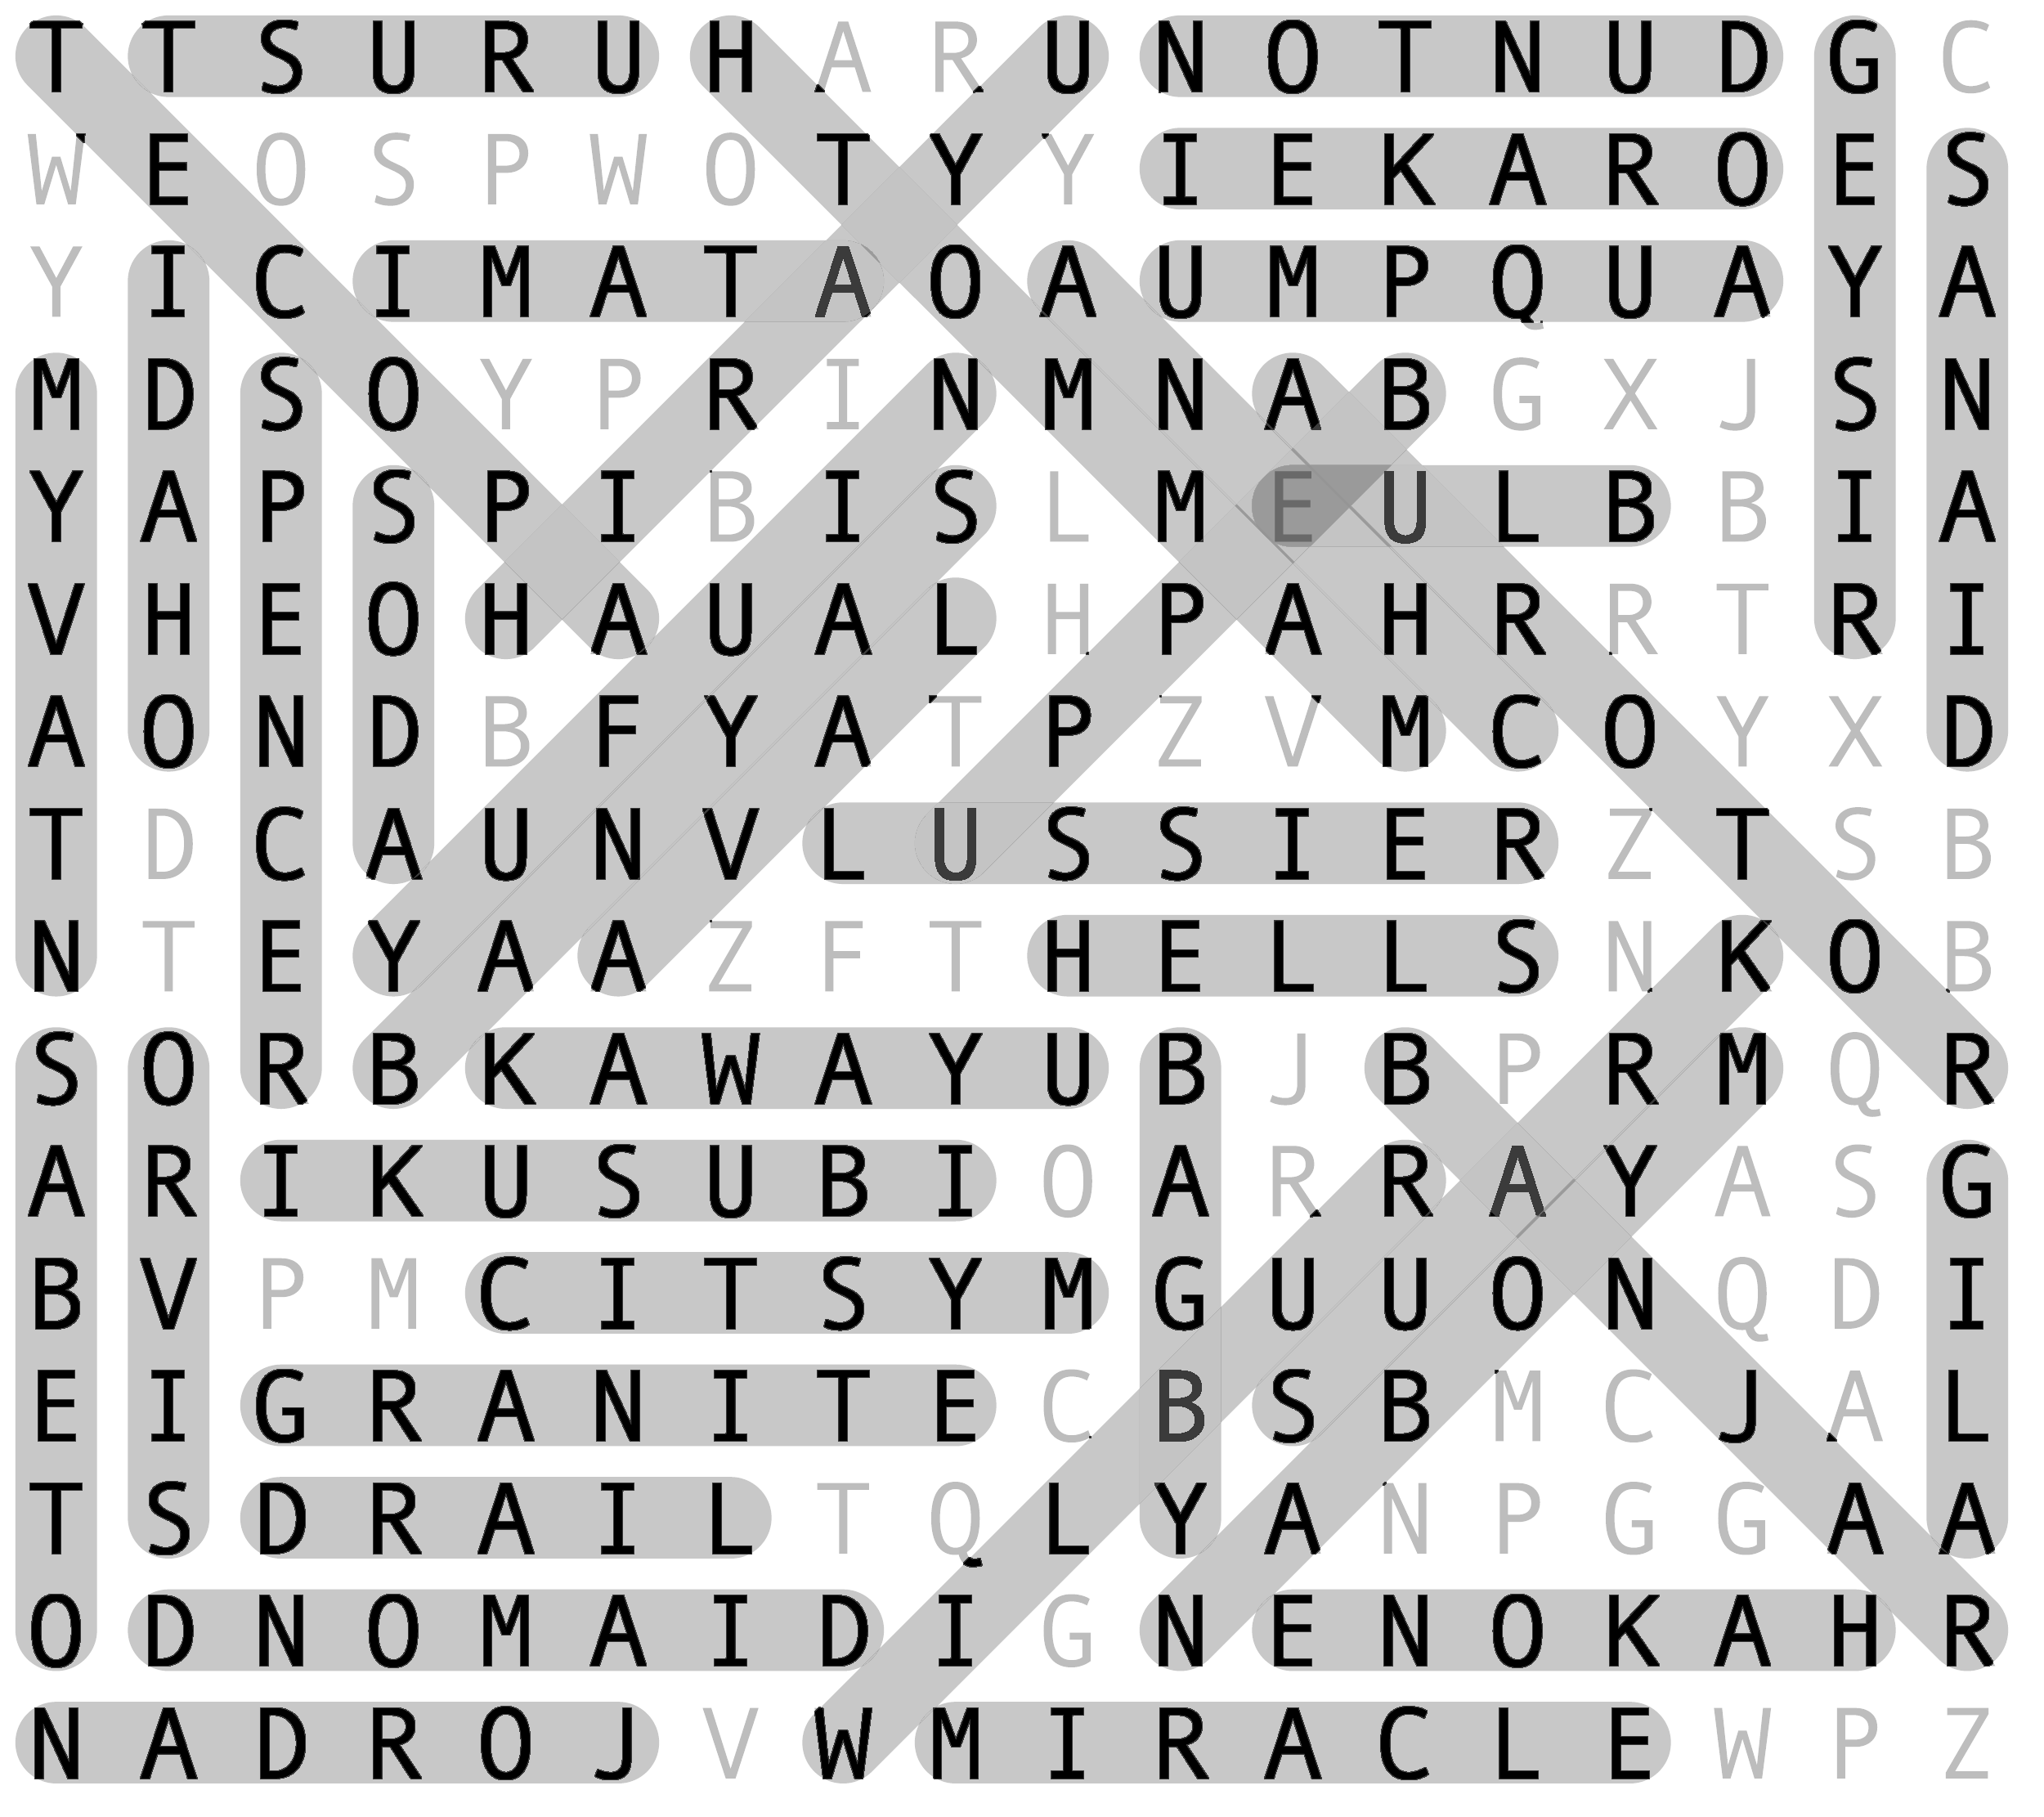 T T S U R U H A R U N O T N U D G C
W E O S P W O T Y Y I E K A R O E S
Y I C I M A T A O A U M P Q U A Y A
M D S O Y P R I N M N A B G X J S N
Y A P S P I B I S L M E U L B B I A
V H E O H A U A L H P A H R R T R I
A O N D B F Y A T P Z V M C O Y X D
T D C A U N V L U S S I E R Z T S B
N T E Y A A Z F T H E L L S N K O B
S O R B K A W A Y U B J B P R M Q R
A R I K U S U B I O A R R A Y A S G
B V P M C I T S Y M G U U O N Q D I
E I G R A N I T E C B S B M C J A L
T S D R A I L T Q L Y A N P G G A A
O D N O M A I D I G N E N O K A H R
N A D R O J V W M I R A C L E W P Z